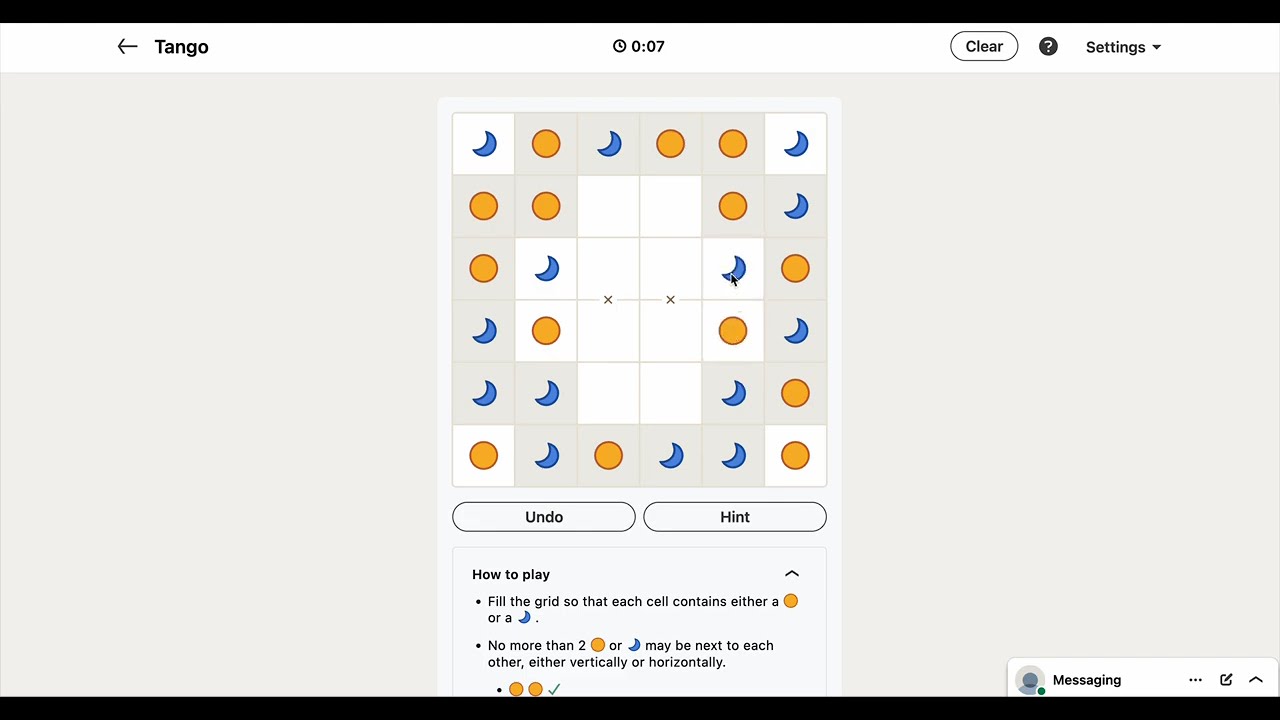 Tango
0:07
Clear
?
Settings
×
×
Undo
Hint
How to play
• Fill the grid so that each cell contains either a
or a .
• No more than 2 or may be next to each
other, either vertically or horizontally.
Messaging